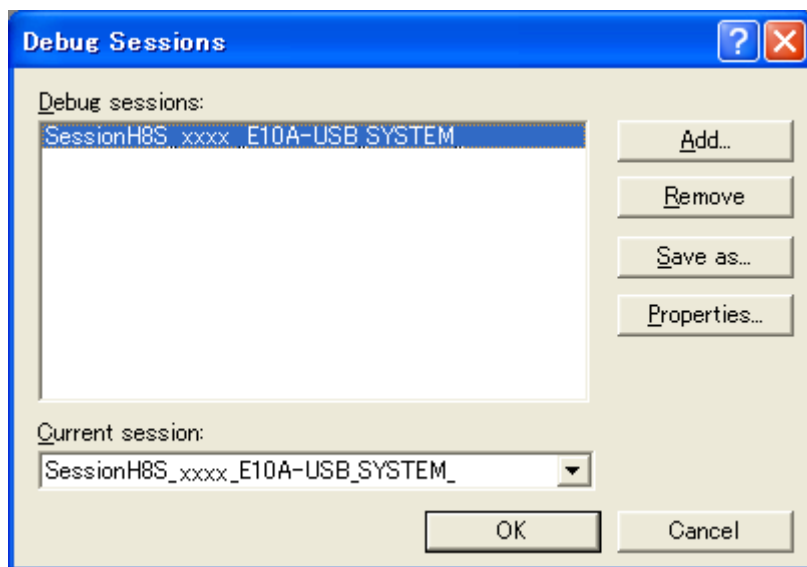 Debug Sessions
Debug sessions:
SessionH8S_xxxx_E10A-USB_SYSTEM_
Add...
Remove
Save as...
Properties...
Current session:
SessionH8S_xxxx_E10A-USB_SYSTEM_
OK
Cancel